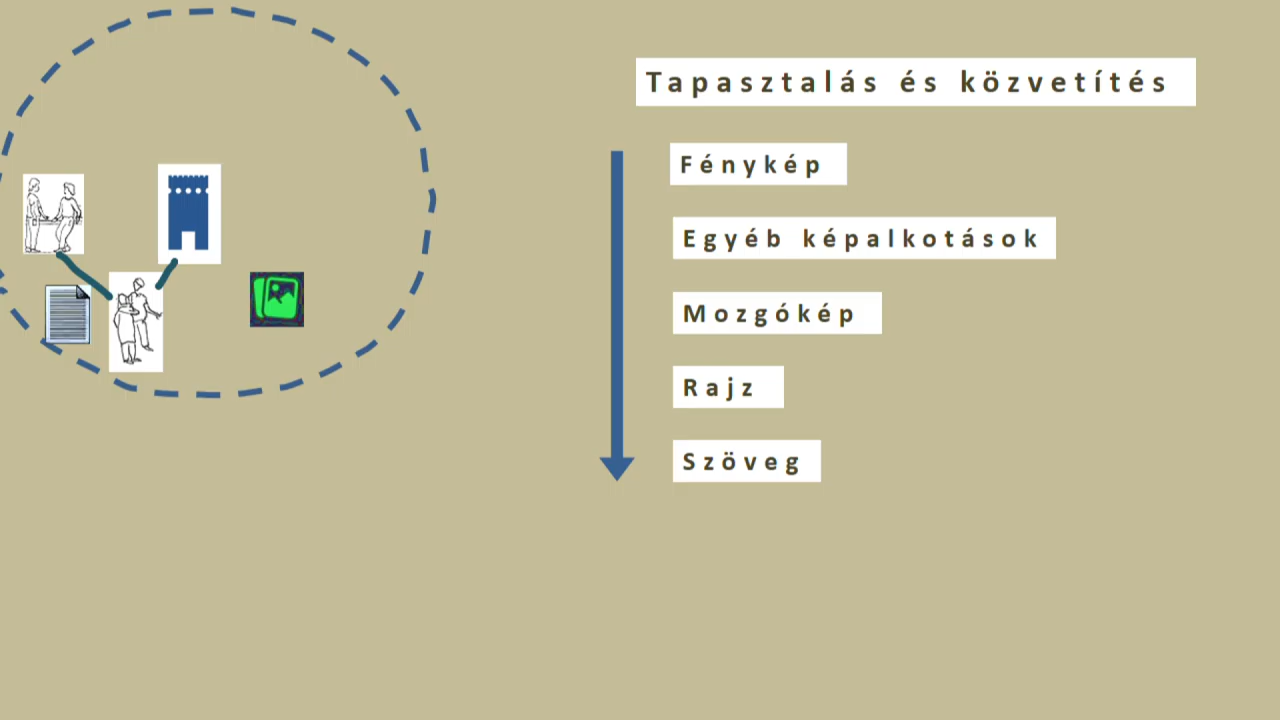 Tapasztalás és közvetítés
Fénykép
Egyéb képalkotások
Mozgókép
Rajz
Szöveg